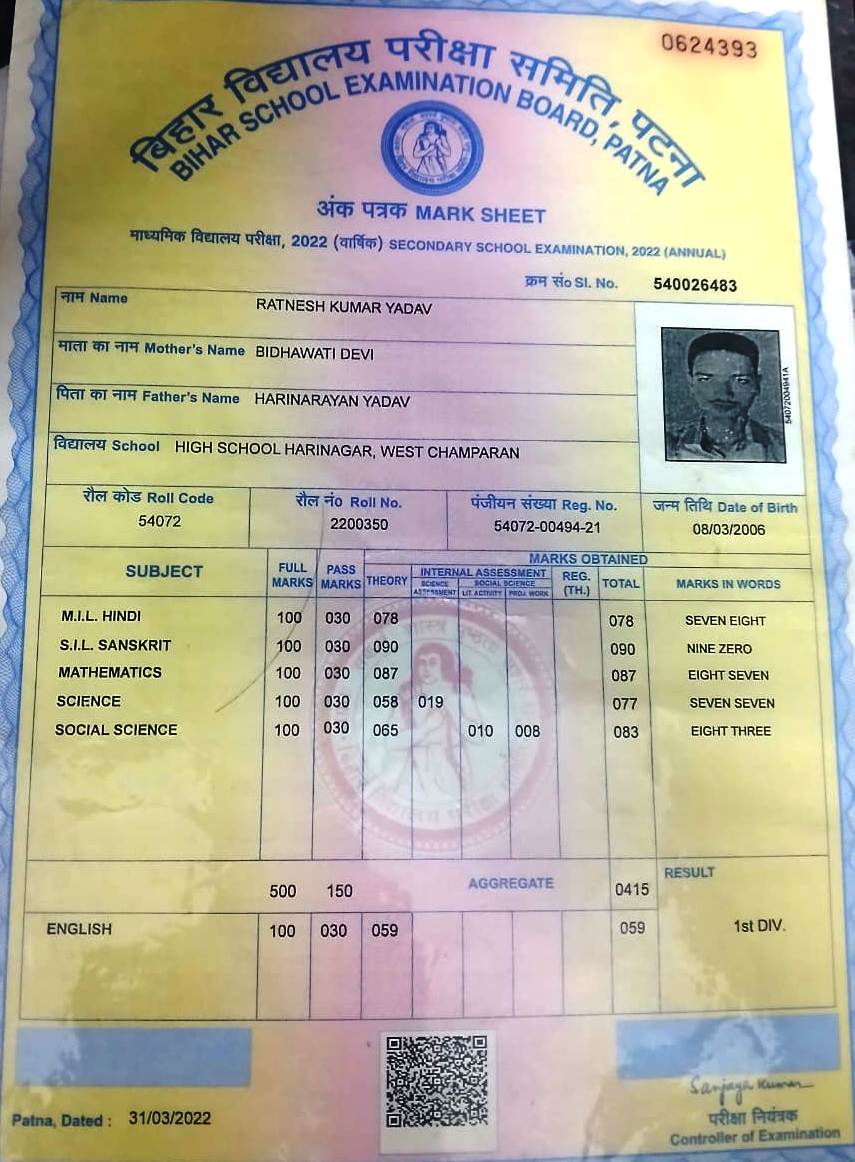 0624393
बिहार विद्यालय परीक्षा समिति, पटना
BIHAR SCHOOL EXAMINATION BOARD, PATNA
अंक पत्रक MARK SHEET
माध्यमिक विद्यालय परीक्षा, 2022 (वार्षिक) SECONDARY SCHOOL EXAMINATION, 2022 (ANNUAL)
क्रम सं० Sl. No. 540026483
नाम Name RATNESH KUMAR YADAV
माता का नाम Mother's Name BIDHAWATI DEVI
पिता का नाम Father's Name HARINARAYAN YADAV
विद्यालय School HIGH SCHOOL HARINAGAR, WEST CHAMPARAN
रौल कोड Roll Code रौल नं० Roll No. पंजीयन संख्या Reg. No. जन्म तिथि Date of Birth
54072 2200350 54072-00494-21 08/03/2006
MARKS OBTAINED
SUBJECT FULL MARKS PASS MARKS THEORY INTERNAL ASSESSMENT REG. (TH.) TOTAL MARKS IN WORDS
SCIENCE ASSESSMENT SOCIAL SCIENCE LIT. ACTIVITY PROJ. WORK
M.I.L. HINDI 100 030 078 078 SEVEN EIGHT
S.I.L. SANSKRIT 100 030 090 090 NINE ZERO
MATHEMATICS 100 030 087 087 EIGHT SEVEN
SCIENCE 100 030 058 019 077 SEVEN SEVEN
SOCIAL SCIENCE 100 030 065 010 008 083 EIGHT THREE
RESULT
500 150 AGGREGATE 0415
ENGLISH 100 030 059 059 1st DIV.
Sanjaya Kumar
Patna, Dated : 31/03/2022
परीक्षा नियंत्रक
Controller of Examination